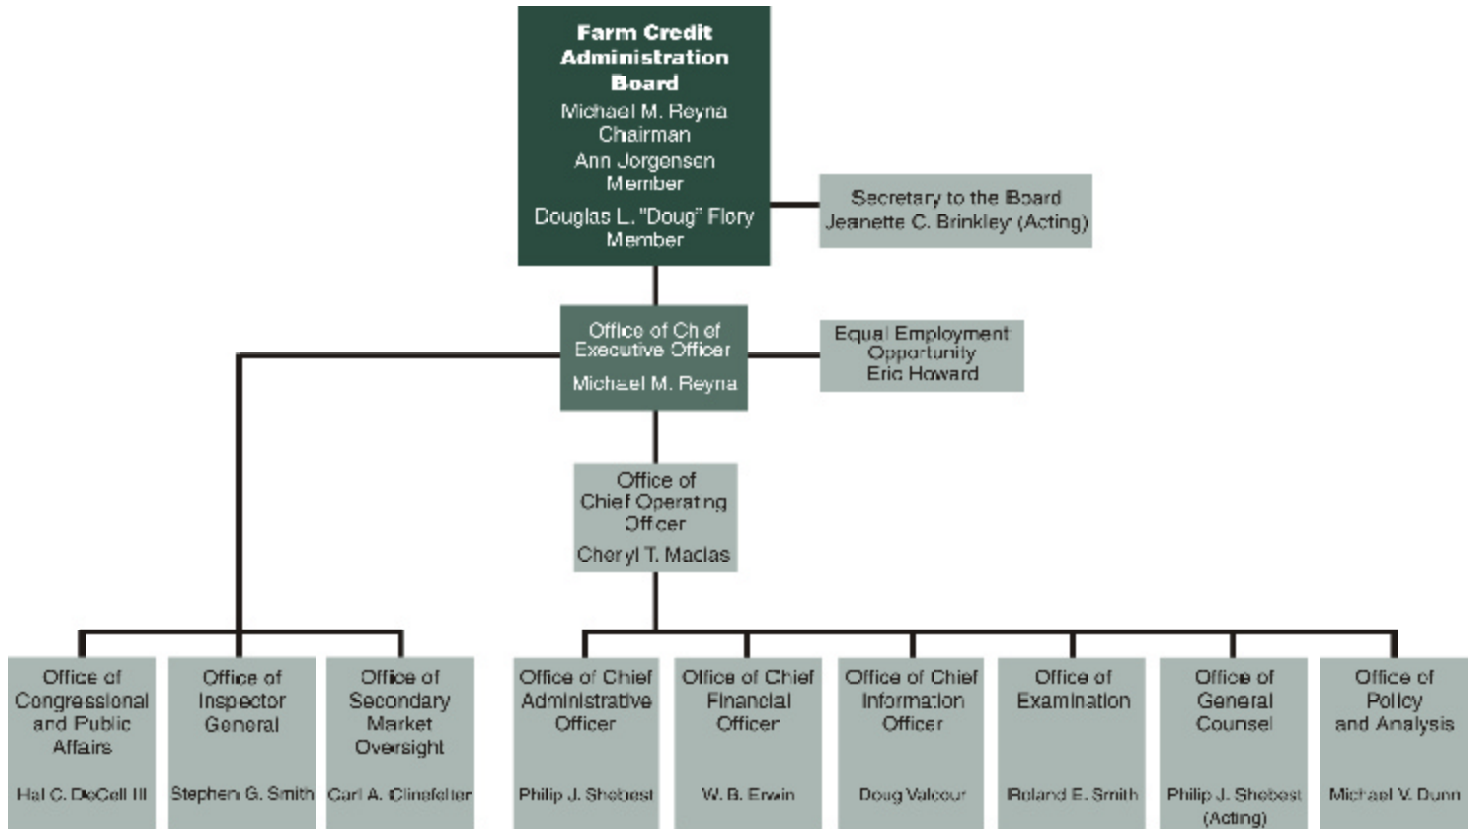 Farm Credit
Administration
Board
Michael M. Reyna
Chairman
Ann Jorgensen
Member
Douglas L. "Doug" Flory
Member
Secretary to the Board
Jeanette C. Brinkley (Acting)
Office of Chief
Executive Officer
Michael M. Reyna
Equal Employment
Opportunity
Eric Howard
Office of
Chief Operating
Officer
Cheryl T. Macias
Office of
Congressional
and Public
Affairs
Hal C. DeCell III
Office of
Inspector
General
Stephen G. Smith
Office of
Secondary
Market
Oversight
Carl A. Clinefelter
Office of Chief
Administrative
Officer
Philip J. Shebest
Office of Chief
Financial
Officer
W. B. Erwin
Office of Chief
Information
Officer
Doug Valcour
Office of
Examination
Roland E. Smith
Office of
General
Counsel
Philip J. Shebest
(Acting)
Office of
Policy
and Analysis
Michael V. Dunn